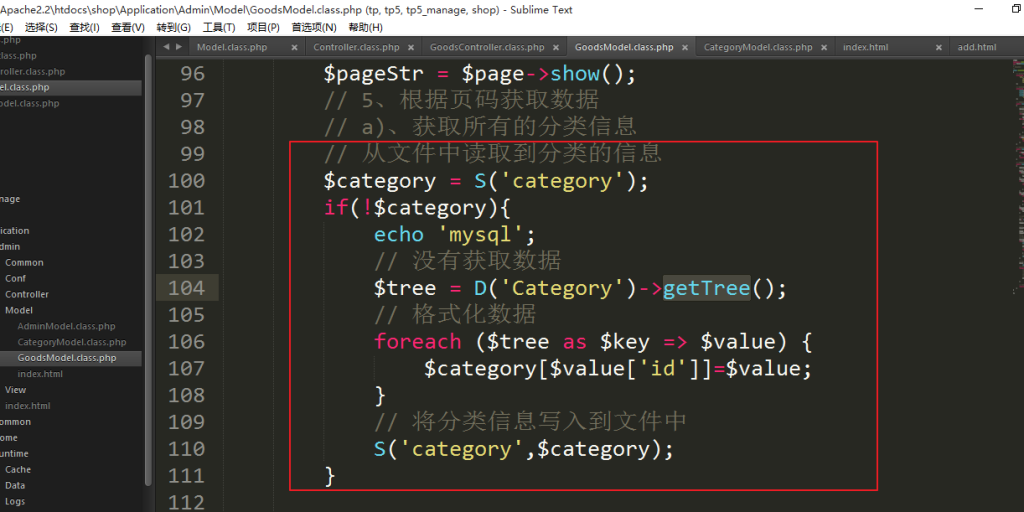 Apache2.2\htdocs\shop\Application\Admin\Model\GoodsModel.class.php (tp, tp5, tp5_manage, shop) - Sublime Text
(E) 选择(S) 查找(I) 查看(V) 转到(G) 工具(T) 项目(P) 首选项(N) 帮助(H)
Model.class.php × Controller.class.php × GoodsController.class.php × GoodsModel.class.php × CategoryModel.class.php × index.html × add.html
.php
lass.php
roller.class.php
el.class.php
odel.class.php
nage
ication
dmin
Common
Conf
Controller
Model
AdminModel.class.php
CategoryModel.class.php
GoodsModel.class.php
index.html
View
index.html
ommon
ome
untime
Cache
Data
Logs
96 $pageStr = $page->show();
97 // 5、根据页码获取数据
98 // a)、获取所有的分类信息
99 // 从文件中读取到分类的信息
100 $category = S('category');
101 if(!$category){
102 echo 'mysql';
103 // 没有获取数据
104 $tree = D('Category')->getTree();
105 // 格式化数据
106 foreach ($tree as $key => $value) {
107 $category[$value['id']]=$value;
108 }
109 // 将分类信息写入到文件中
110 S('category',$category);
111 }
112